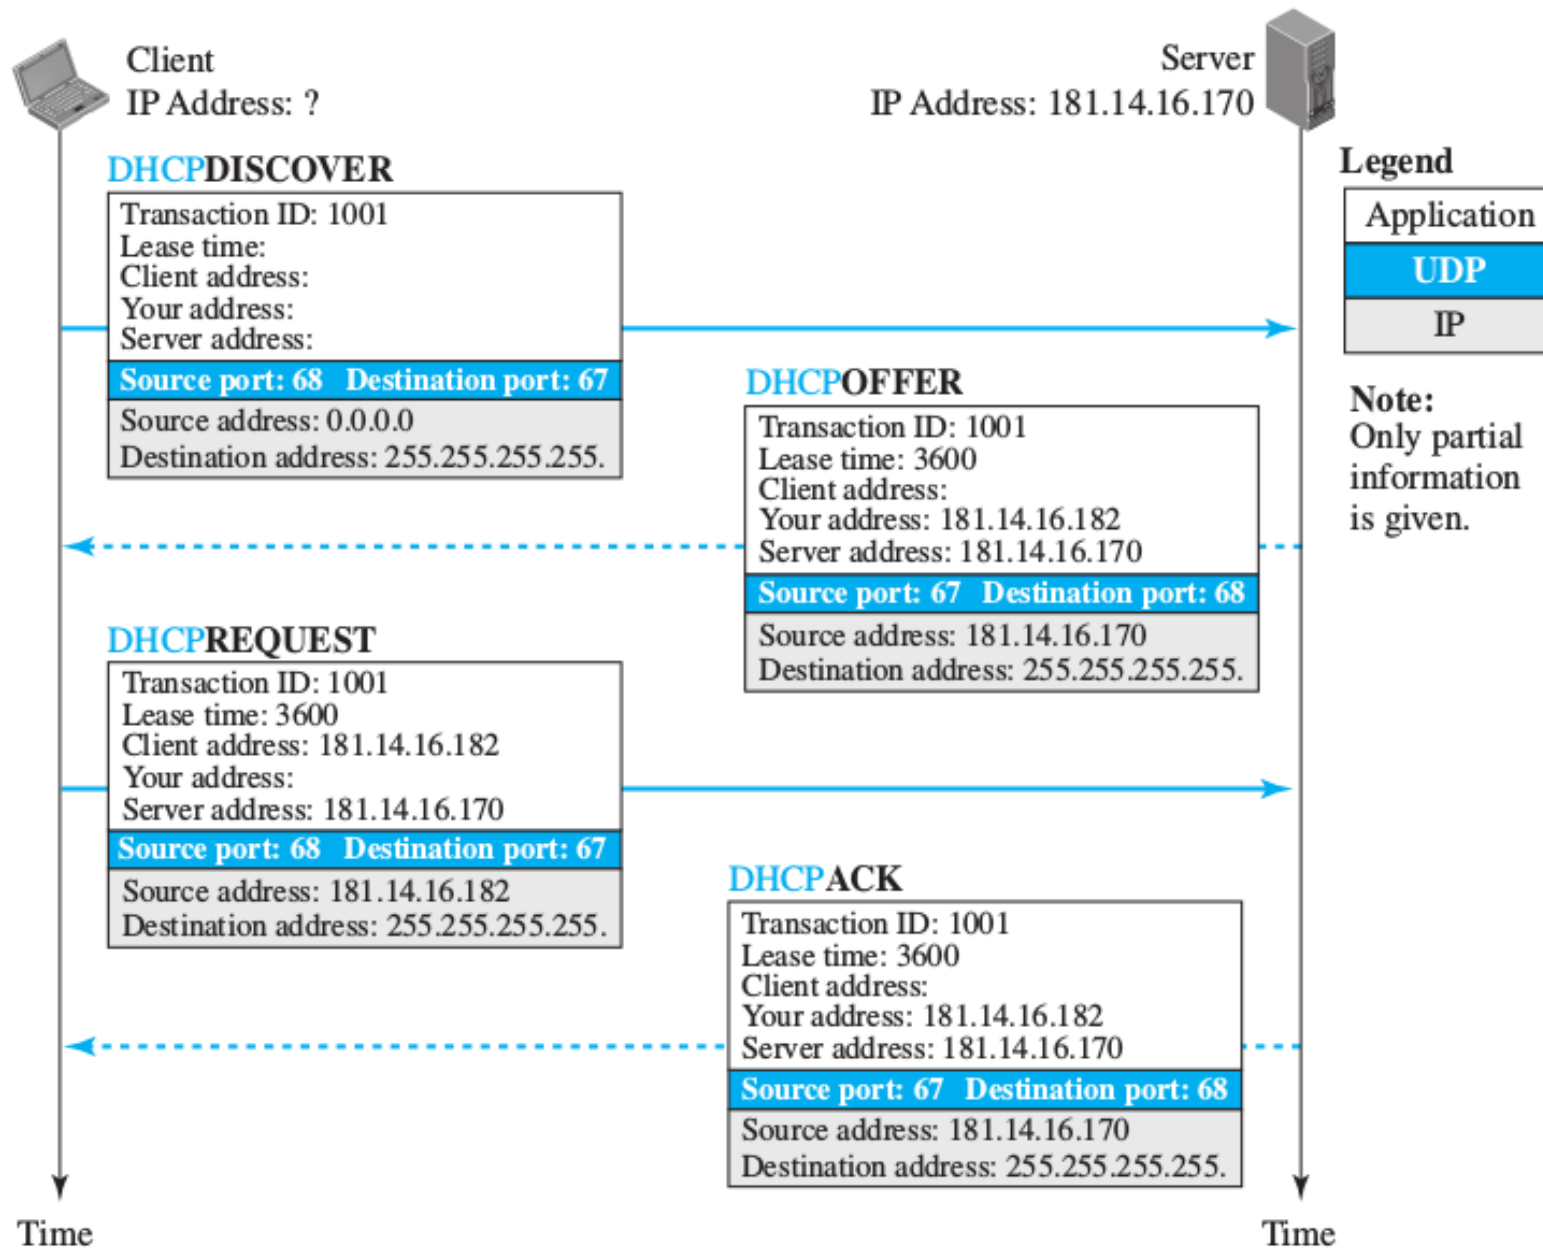 Client
IP Address: ?
Server
IP Address: 181.14.16.170
Legend
Application
UDP
IP
Note:
Only partial
information
is given.
DHCPDISCOVER
Transaction ID: 1001
Lease time:
Client address:
Your address:
Server address:
Source port: 68 Destination port: 67
Source address: 0.0.0.0
Destination address: 255.255.255.255.
DHCPOFFER
Transaction ID: 1001
Lease time: 3600
Client address:
Your address: 181.14.16.182
Server address: 181.14.16.170
Source port: 67 Destination port: 68
Source address: 181.14.16.170
Destination address: 255.255.255.255.
DHCPREQUEST
Transaction ID: 1001
Lease time: 3600
Client address: 181.14.16.182
Your address:
Server address: 181.14.16.170
Source port: 68 Destination port: 67
Source address: 181.14.16.182
Destination address: 255.255.255.255.
DHCPACK
Transaction ID: 1001
Lease time: 3600
Client address:
Your address: 181.14.16.182
Server address: 181.14.16.170
Source port: 67 Destination port: 68
Source address: 181.14.16.170
Destination address: 255.255.255.255.
Time
Time